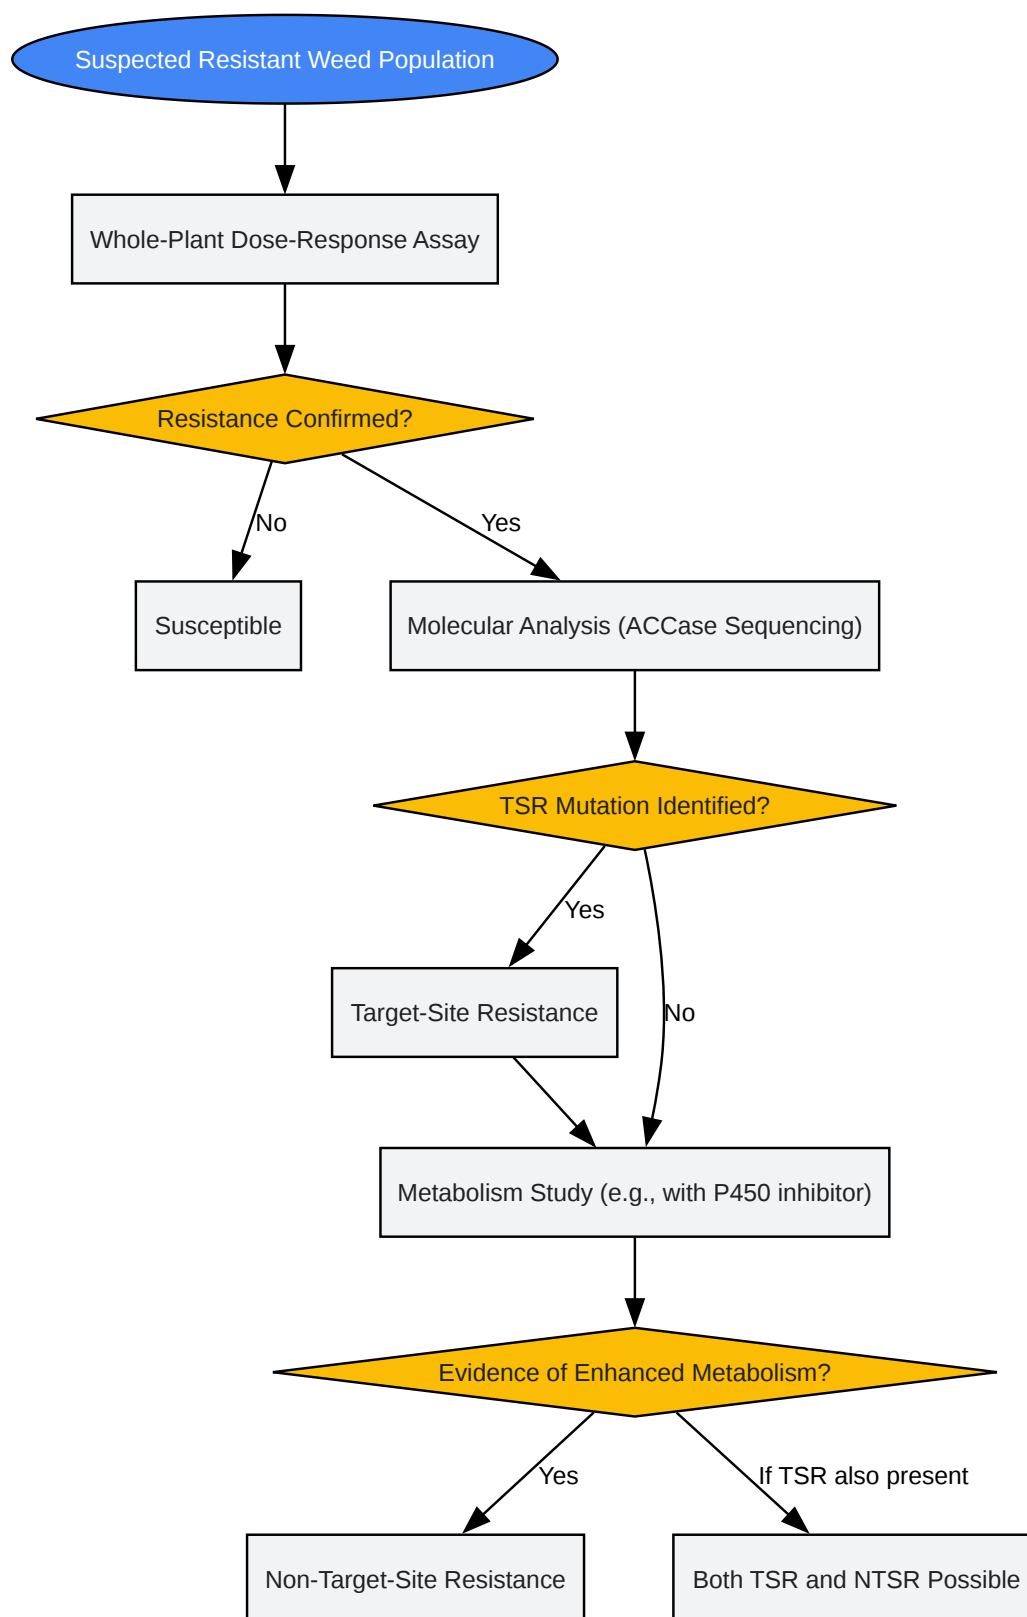 Suspected Resistant Weed Population
Whole-Plant Dose-Response Assay
Resistance Confirmed?
No
Yes
Susceptible
Molecular Analysis (ACCase Sequencing)
TSR Mutation Identified?
Yes
Target-Site Resistance
No
Metabolism Study (e.g., with P450 inhibitor)
Evidence of Enhanced Metabolism?
Yes
If TSR also present
Non-Target-Site Resistance
Both TSR and NTSR Possible